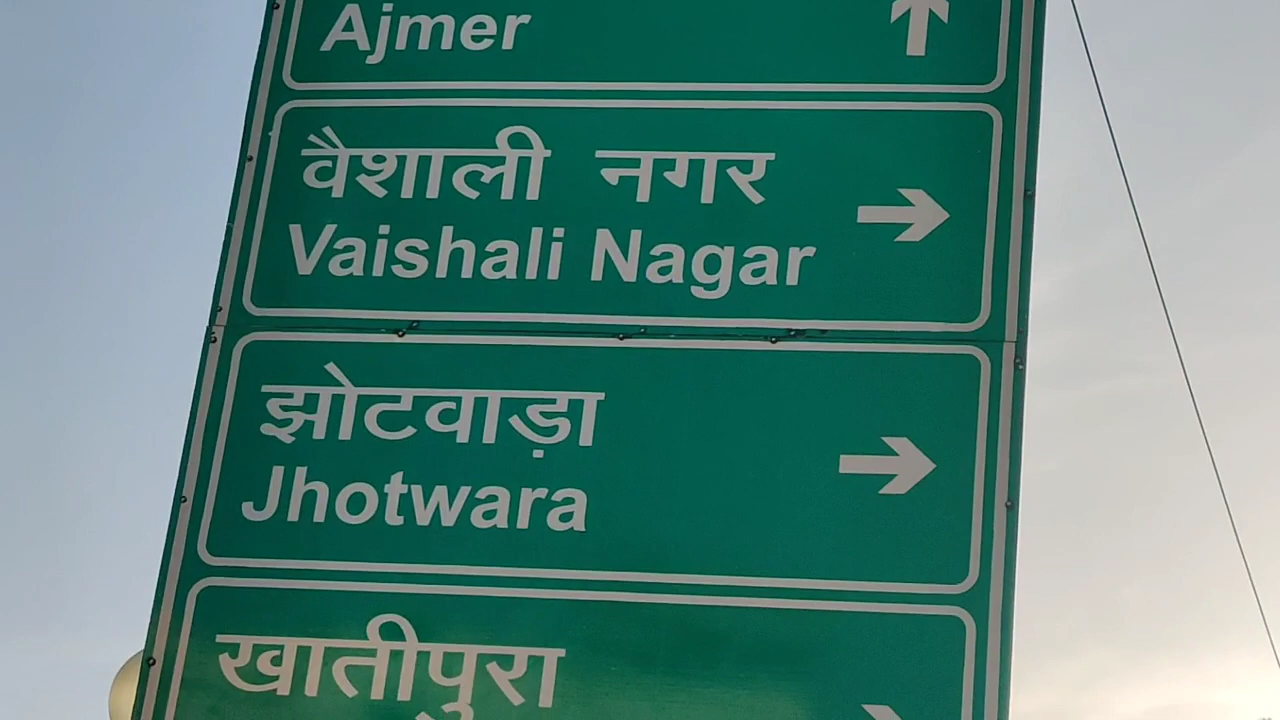 Ajmer
वैशाली नगर
Vaishali Nagar
झोटवाड़ा
Jhotwara
खातीपुरा